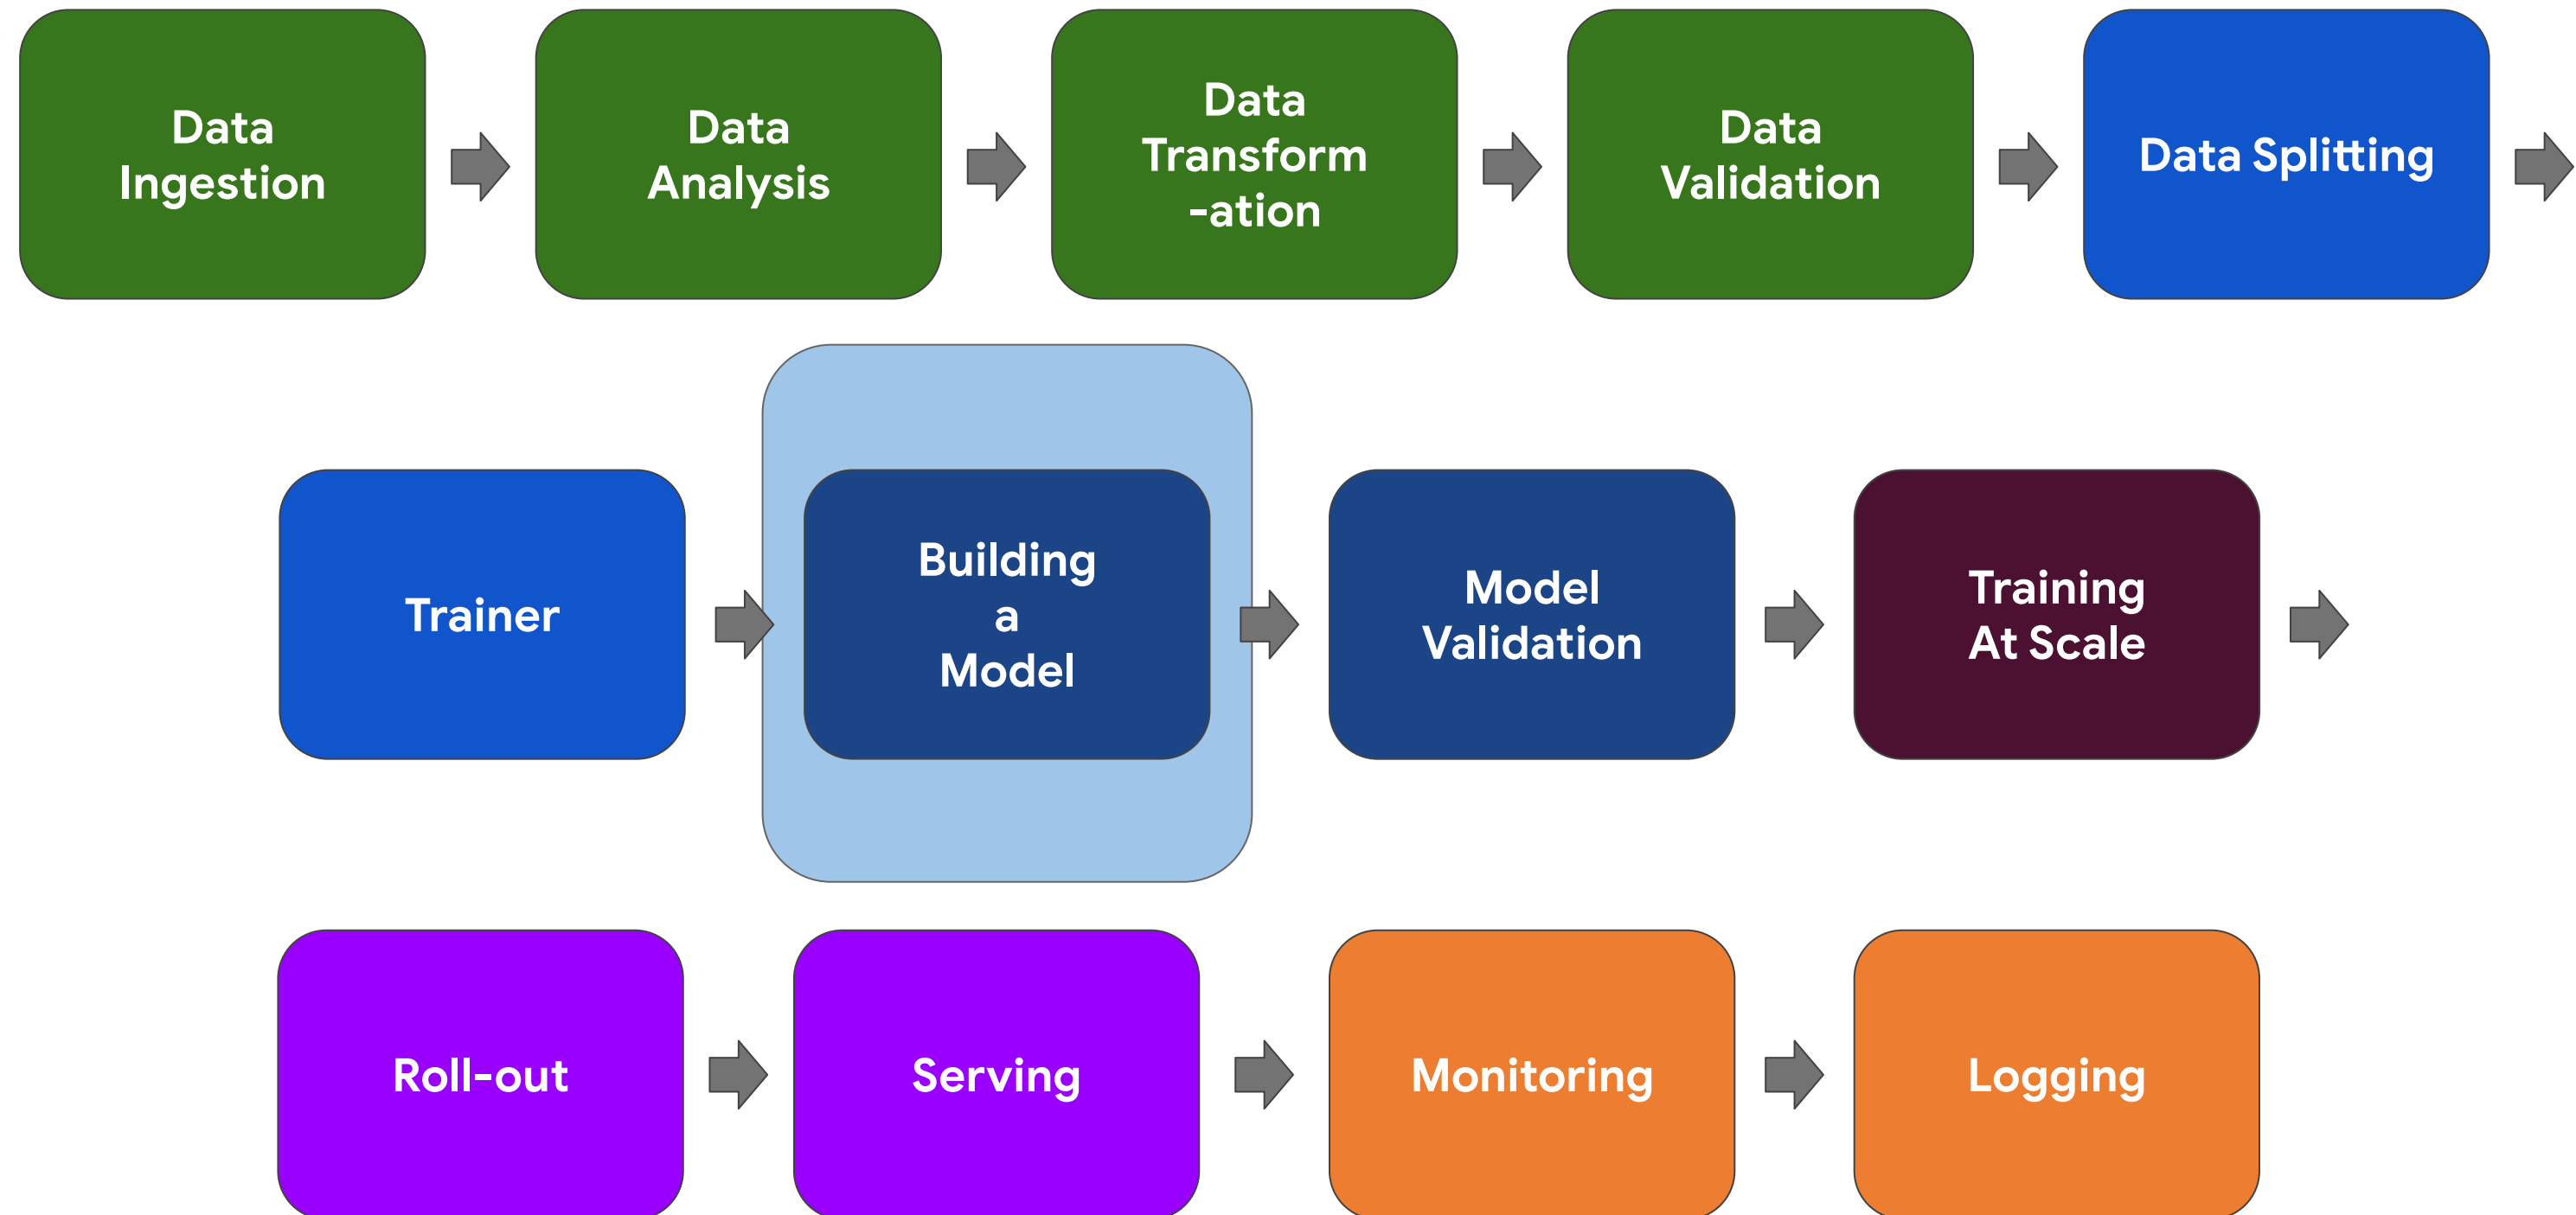 Data
Ingestion
Data
Analysis
Data
Transform
-ation
Data
Validation
Data Splitting
Trainer
Building
a
Model
Model
Validation
Training
At Scale
Roll-out
Serving
Monitoring
Logging